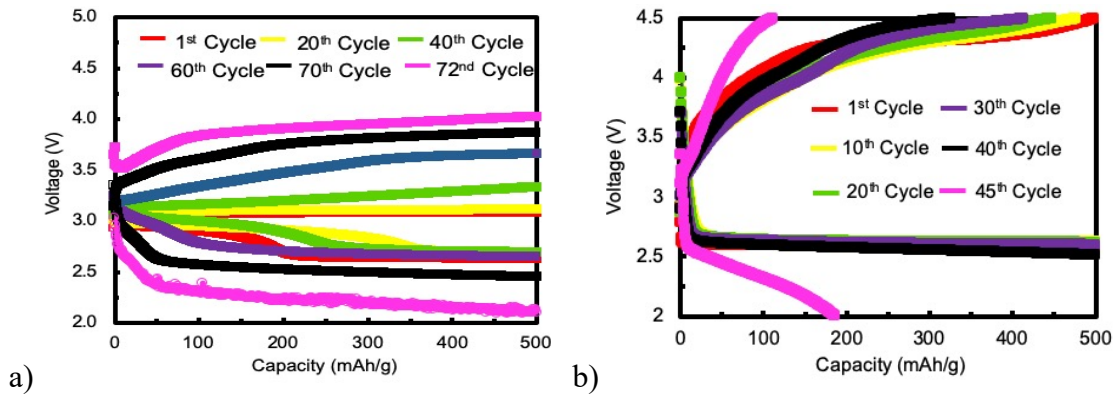 5.0
1st Cycle 20th Cycle 40th Cycle
60th Cycle 70th Cycle 72nd Cycle
4.0
3.5
3.0
2.5
2.0
Voltage (V)
0 100 200 300 400 500
Capacity (mAh/g)
a)
4.5
4
3.5
3
2.5
2
Voltage (V)
1st Cycle 30th Cycle
10th Cycle 40th Cycle
20th Cycle 45th Cycle
0 100 200 300 400 500
Capacity (mAh/g)
b)